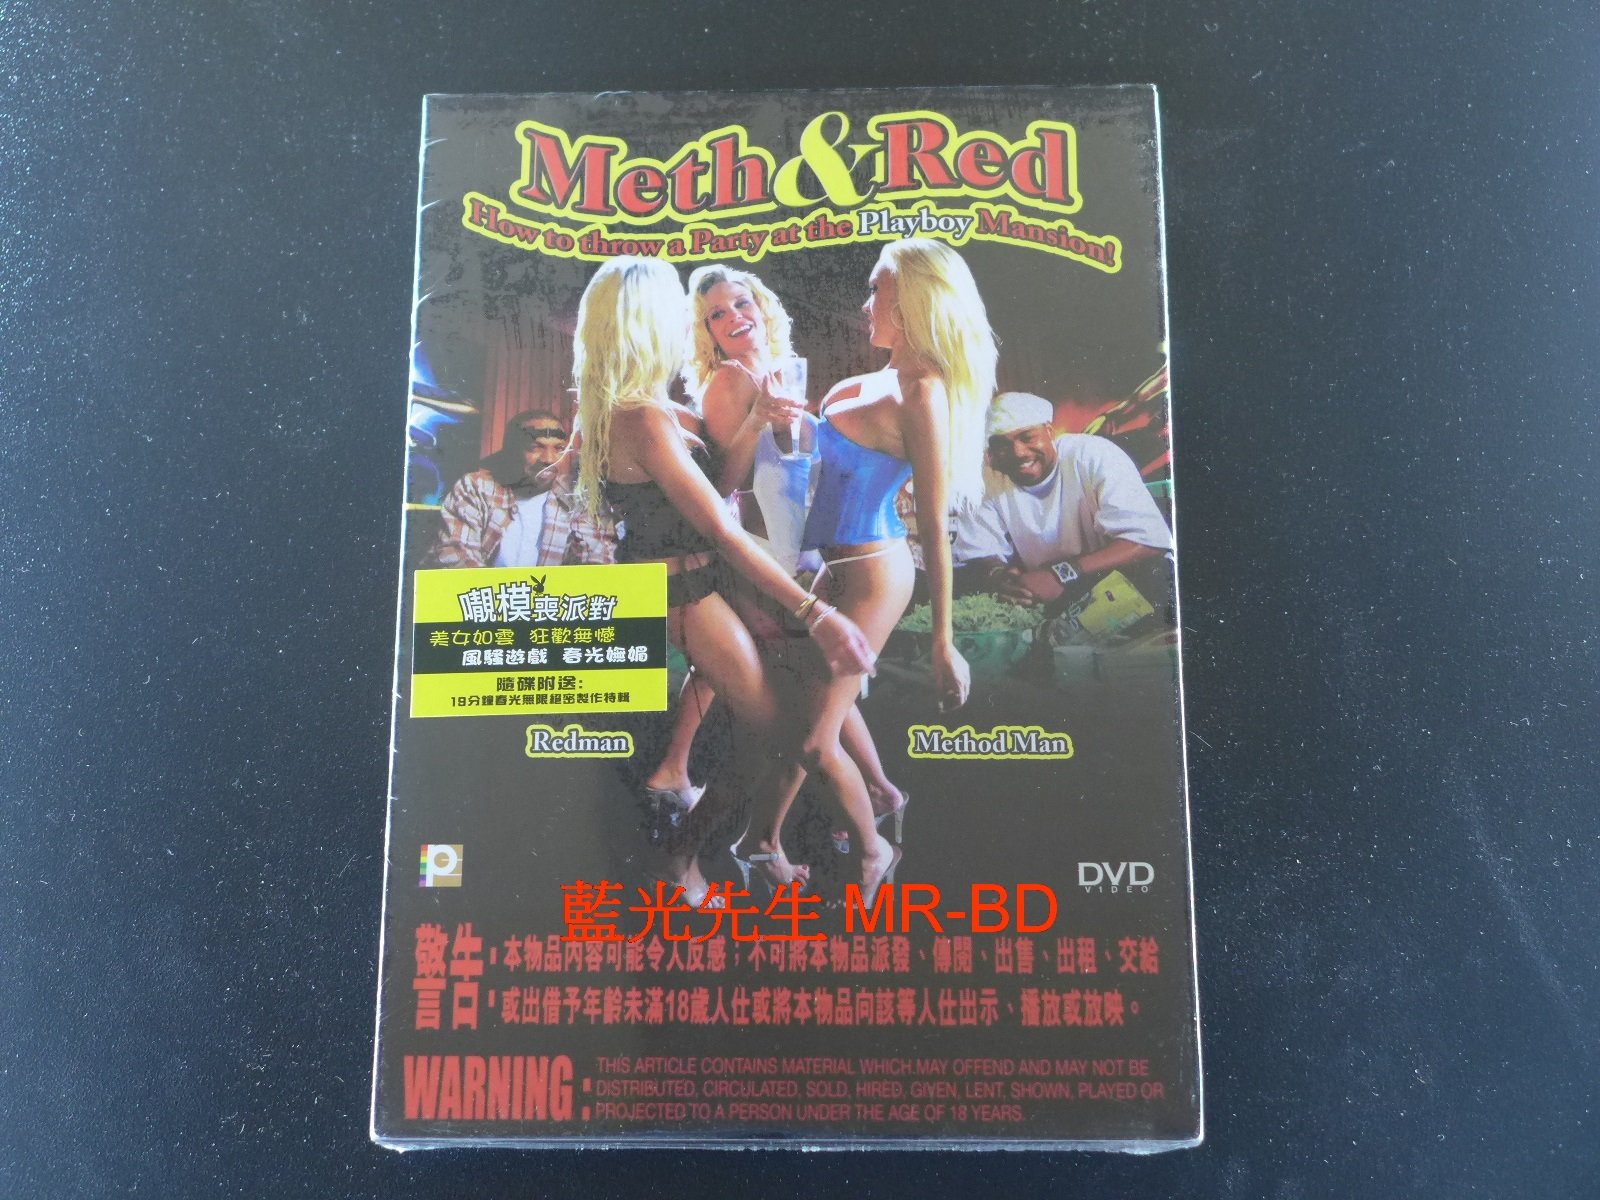 Meth & Red
How to throw a Party at the Playboy Mansion!
嚫模喪派對
美女如雲 狂歡無憾
風騷遊戲 春光嫵媚
隨碟附送:
19分鐘春光無限絕密製作特輯
Redman
Method Man
DVD
VIDEO
藍光先生 MR-BD
警告:本物品內容可能令人反感;不可將本物品派發、傳閱、出售、出租、交給
或出借予年齡未滿18歲人仕或將本物品向該等人仕出示、播放或放映。
WARNING: THIS ARTICLE CONTAINS MATERIAL WHICH MAY OFFEND AND MAY NOT BE
DISTRIBUTED, CIRCULATED, SOLD, HIRED, GIVEN, LENT, SHOWN, PLAYED OR
PROJECTED TO A PERSON UNDER THE AGE OF 18 YEARS.